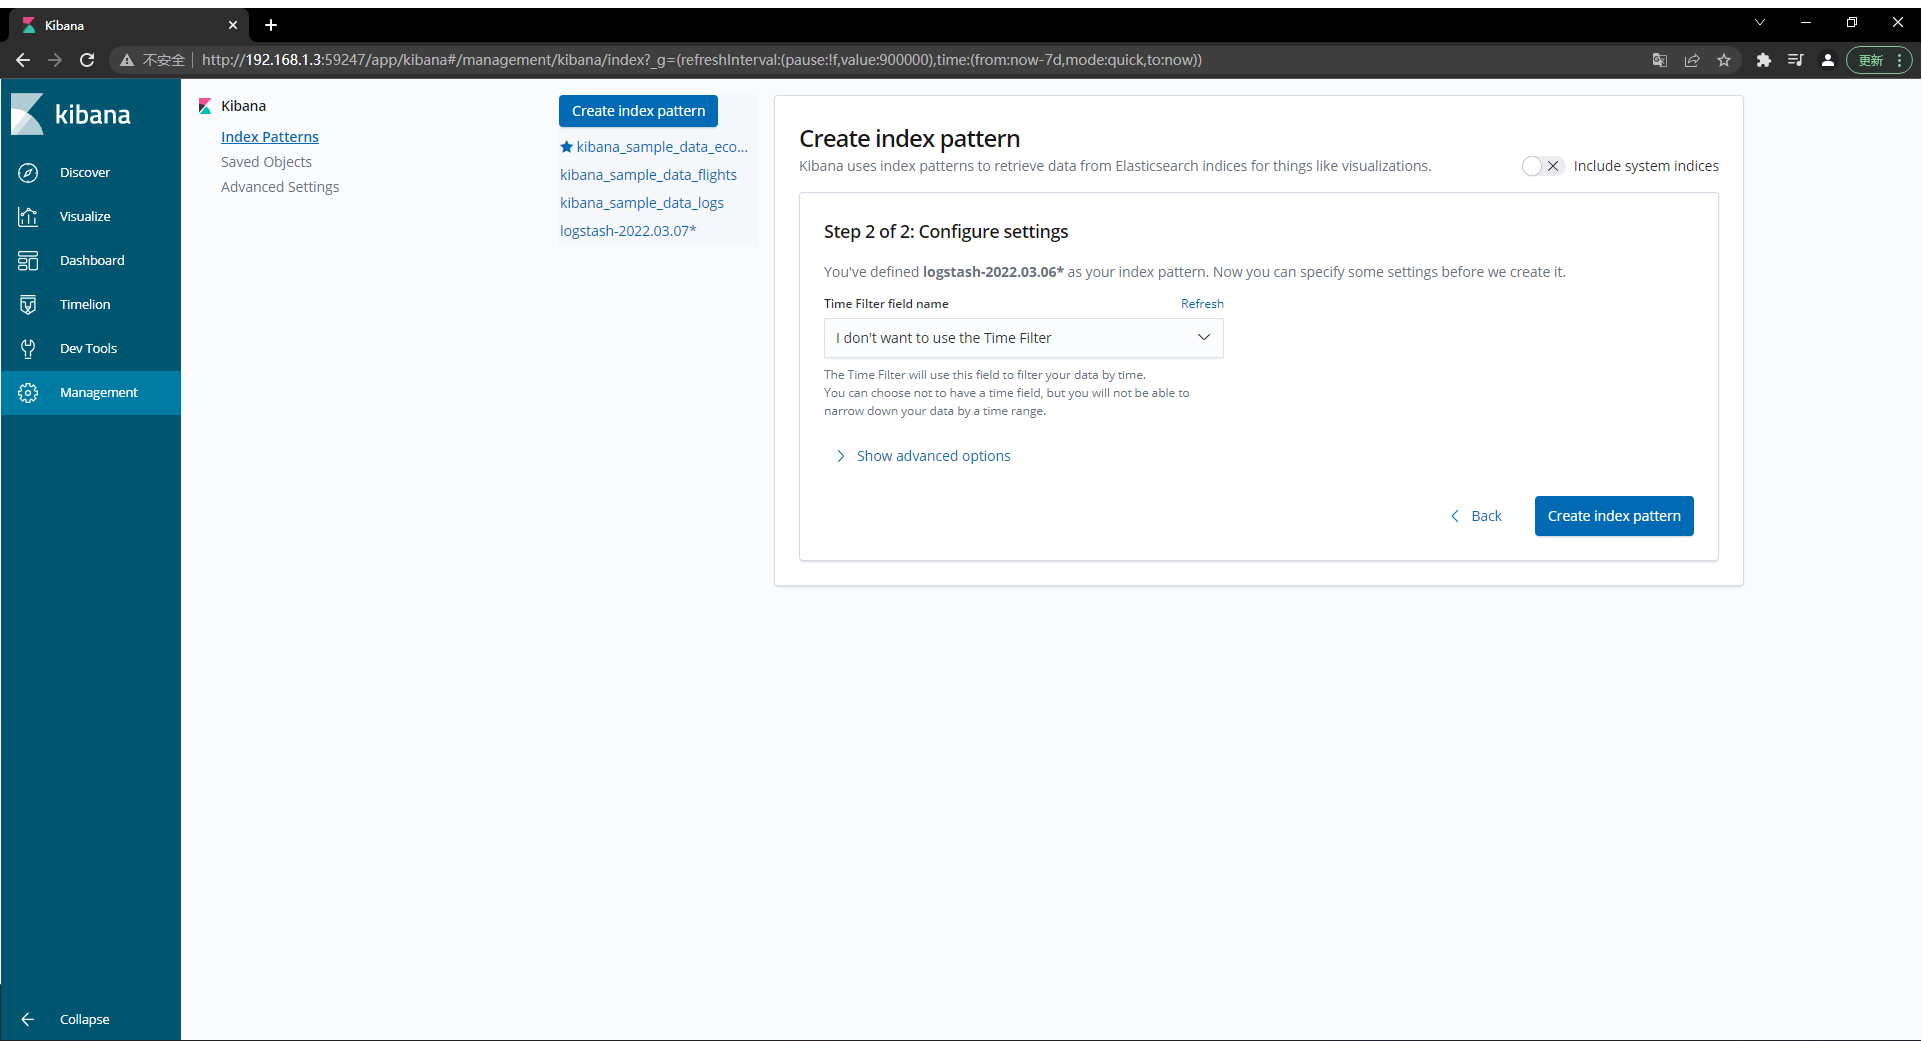 Kibana
不安全
http://192.168.1.3:59247/app/kibana#/management/kibana/index?_g=(refreshInterval:(pause:!f,value:900000),time:(from:now-7d,mode:quick,to:now))
更新
kibana
Discover
Visualize
Dashboard
Timelion
Dev Tools
Management
Collapse
Kibana
Index Patterns
Saved Objects
Advanced Settings
Create index pattern
kibana_sample_data_eco...
kibana_sample_data_flights
kibana_sample_data_logs
logstash-2022.03.07*
Create index pattern
Kibana uses index patterns to retrieve data from Elasticsearch indices for things like visualizations.
Include system indices
Step 2 of 2: Configure settings
You've defined logstash-2022.03.06* as your index pattern. Now you can specify some settings before we create it.
Time Filter field name
Refresh
I don't want to use the Time Filter
The Time Filter will use this field to filter your data by time.
You can choose not to have a time field, but you will not be able to
narrow down your data by a time range.
Show advanced options
Back
Create index pattern